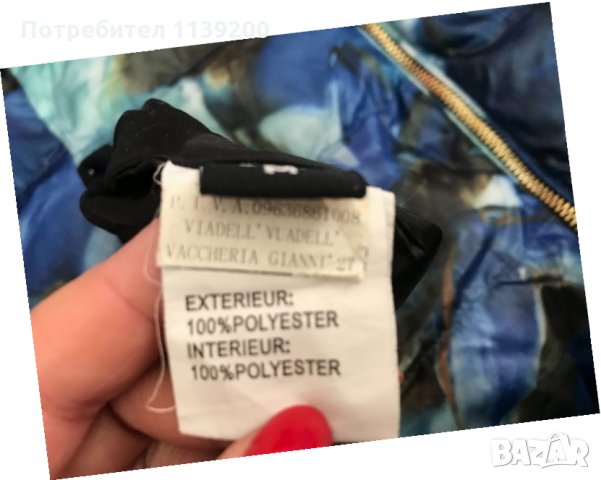 Потребител 1139200
P. I. V. A. 09636861008
VIADELL' VUADELL'
VACCHERIA GIANNI' 27
EXTERIEUR:
100%POLYESTER
INTERIEUR:
100%POLYESTER
BAZAR